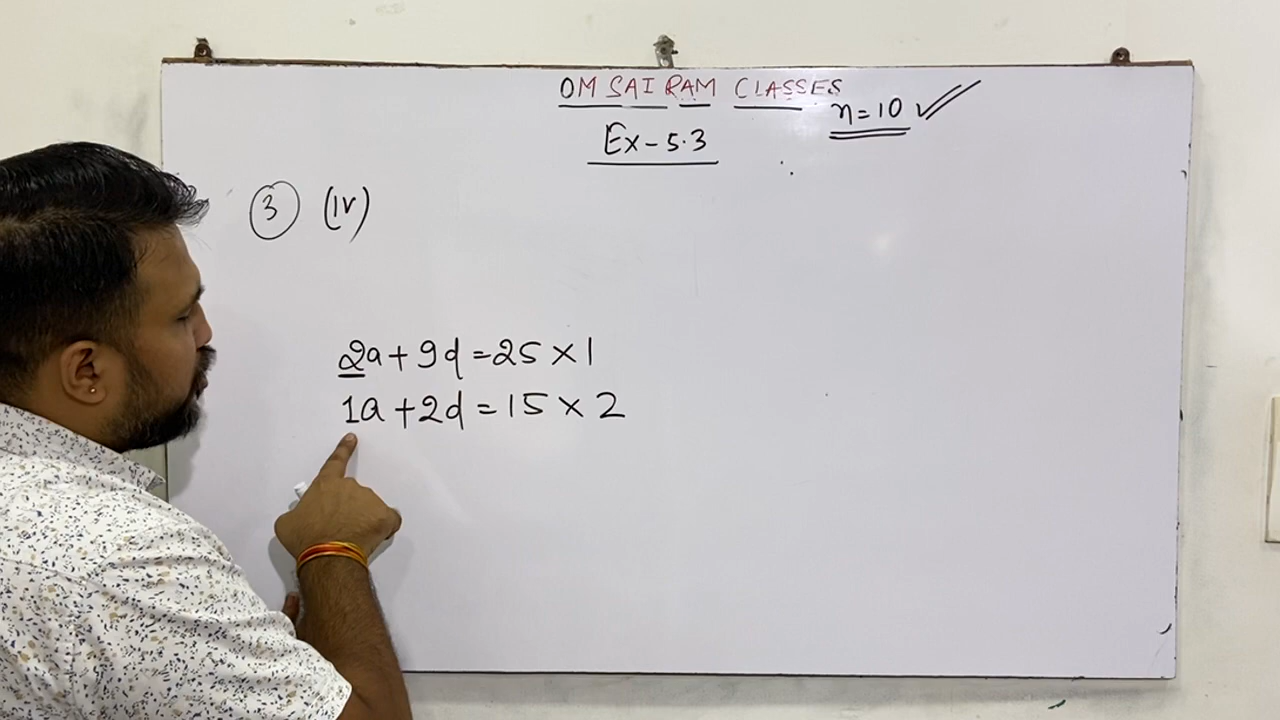 OM SAI RAM CLASSES
n=10 ✓
Ex-5.3
3 (iv)
2a+9d=25×1
1a+2d=15×2